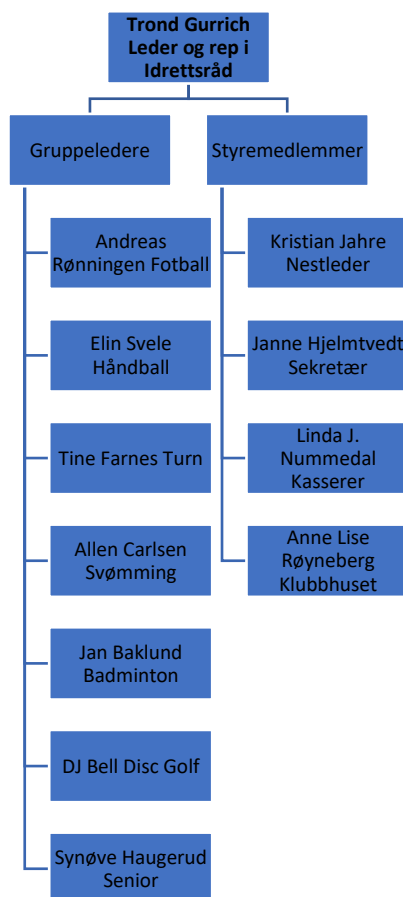 Trond Gurrich
Leder og rep i
Idrettsråd
Gruppeledere
Styremedlemmer
Andreas
Rønningen Fotball
Elin Svele
Håndball
Tine Farnes Turn
Allen Carlsen
Svømming
Jan Baklund
Badminton
DJ Bell Disc Golf
Synøve Haugerud
Senior
Kristian Jahre
Nestleder
Janne Hjelmtvedt
Sekretær
Linda J.
Nummedal
Kasserer
Anne Lise
Røyneberg
Klubbhuset